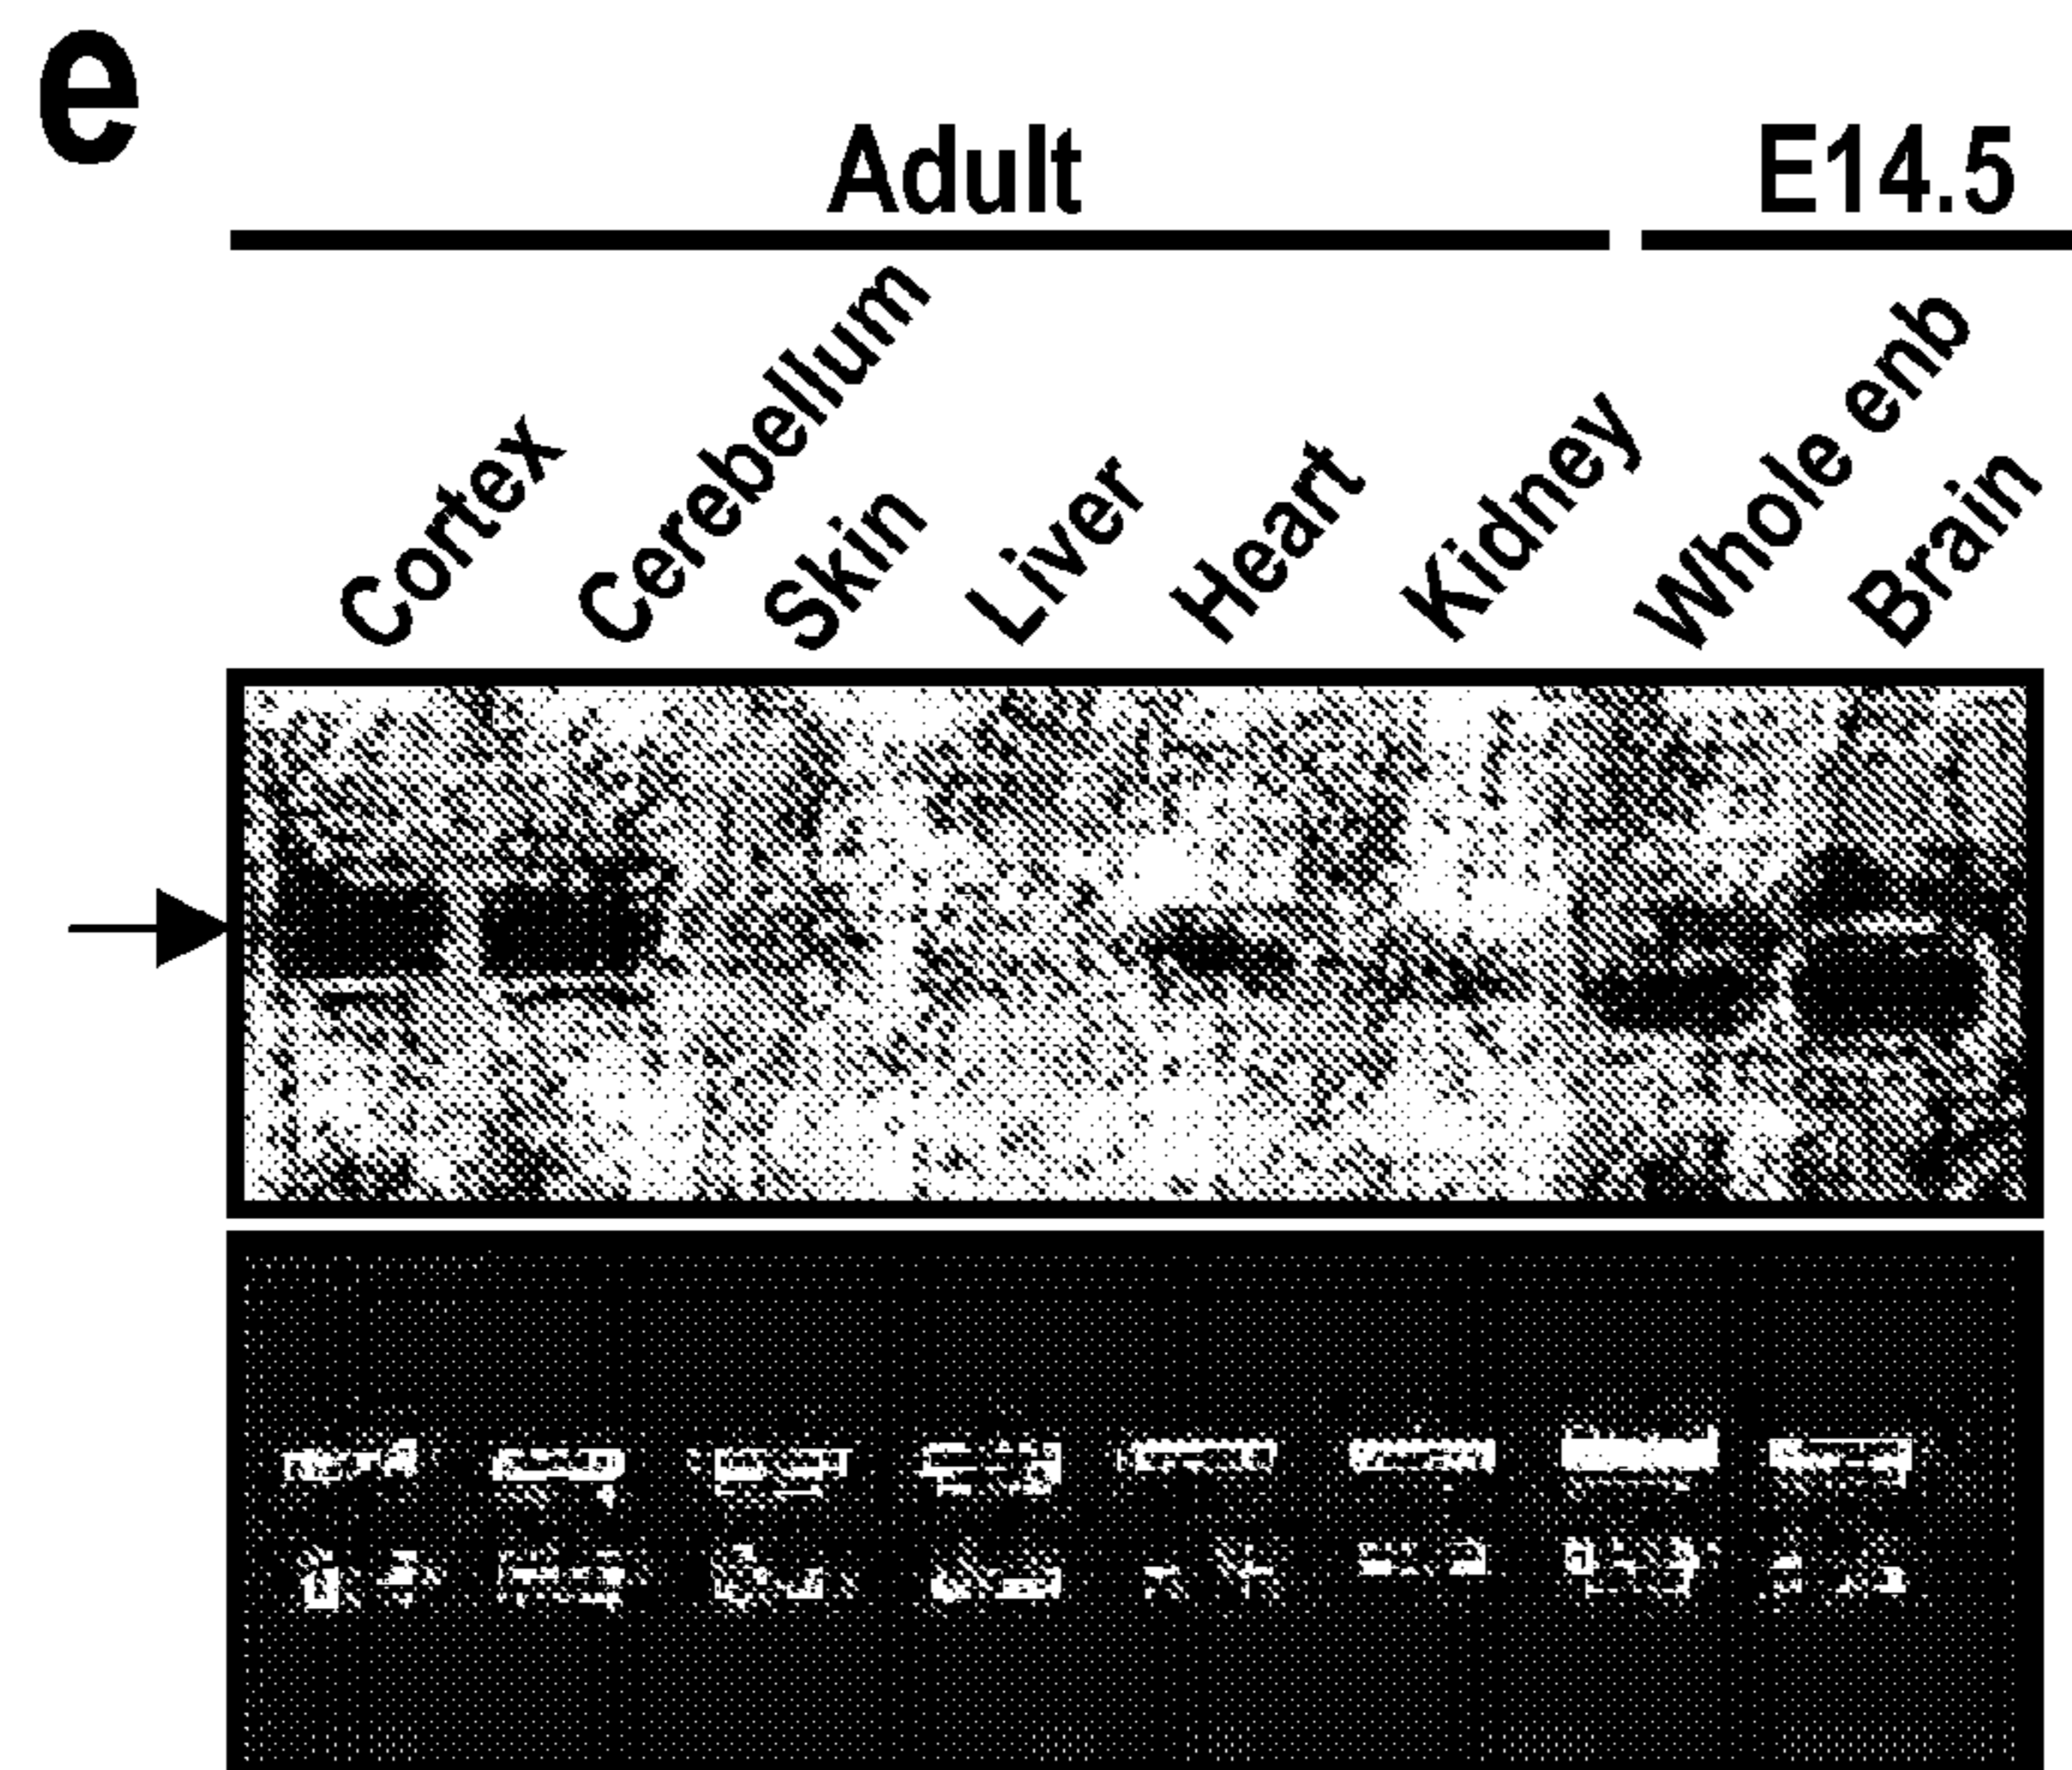 e
Adult
E14.5
Cortex
Cerebellum
Skin
Liver
Heart
Kidney
Whole enb
Brain